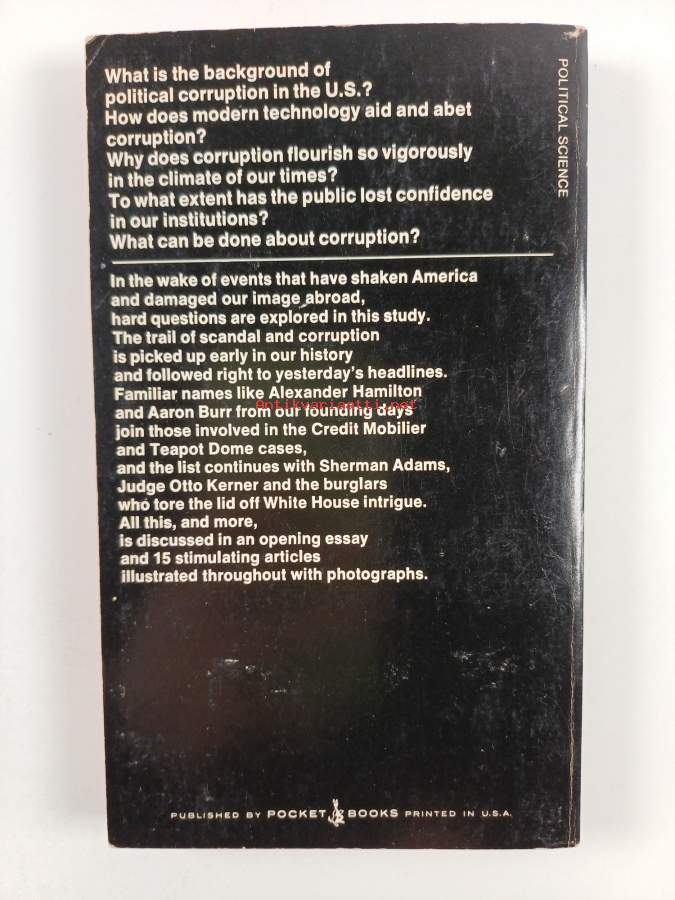 What is the background of
political corruption in the U.S.?
How does modern technology aid and abet
corruption?
Why does corruption flourish so vigorously
in the climate of our times?
To what extent has the public lost confidence
in our institutions?
What can be done about corruption?
In the wake of events that have shaken America
and damaged our image abroad,
hard questions are explored in this study.
The trail of scandal and corruption
is picked up early in our history
and followed right to yesterday's headlines.
Familiar names like Alexander Hamilton
and Aaron Burr from our founding days
join those involved in the Credit Mobilier
and Teapot Dome cases,
and the list continues with Sherman Adams,
Judge Otto Kerner and the burglars
who tore the lid off White House intrigue.
All this, and more,
is discussed in an opening essay
and 15 stimulating articles
illustrated throughout with photographs.
PUBLISHED BY POCKET BOOKS PRINTED IN U.S.A.
POLITICAL SCIENCE
Antikvariaatti.net